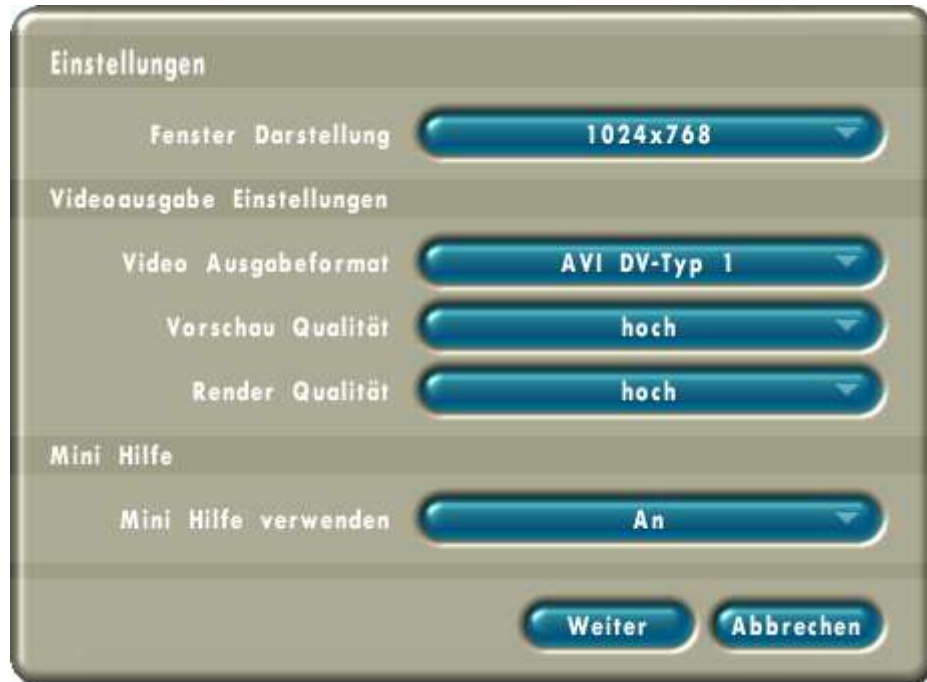 Einstellungen
Fenster Darstellung 1024x768
Videoausgabe Einstellungen
Video Ausgabeformat AVI DV-Typ 1
Vorschau Qualität hoch
Render Qualität hoch
Mini Hilfe
Mini Hilfe verwenden An
Weiter Abbrechen